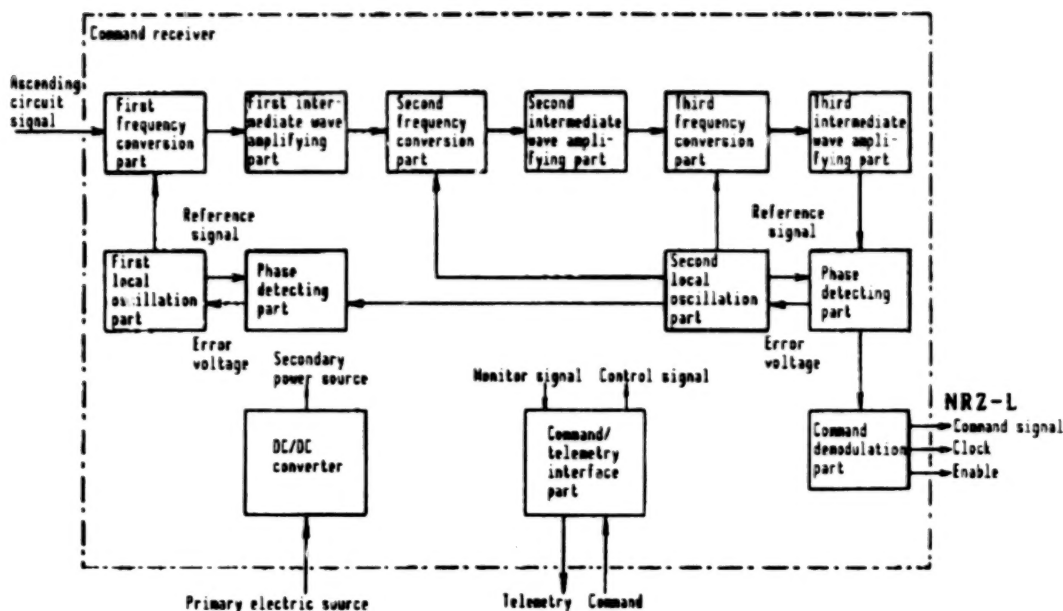 Command receiver
Ascending
circuit
signal
First
frequency
conversion
part
First inter-
mediate wave
amplifying
part
Second
frequency
conversion
part
Second
intermediate
wave ampli-
fying part
Third
frequency
conversion
part
Third
intermediate
wave ampli-
fying part
Reference
signal
Reference
signal
First
local
oscillation
part
Phase
detecting
part
Second
local
oscillation
part
Phase
detecting
part
Error
voltage
Error
voltage
Secondary
power source
Monitor signal
Control signal
DC/DC
converter
Command/
telemetry
interface
part
Command
demodulation
part
NRZ-L
Command signal
Clock
Enable
Primary electric source
Telemetry
Command